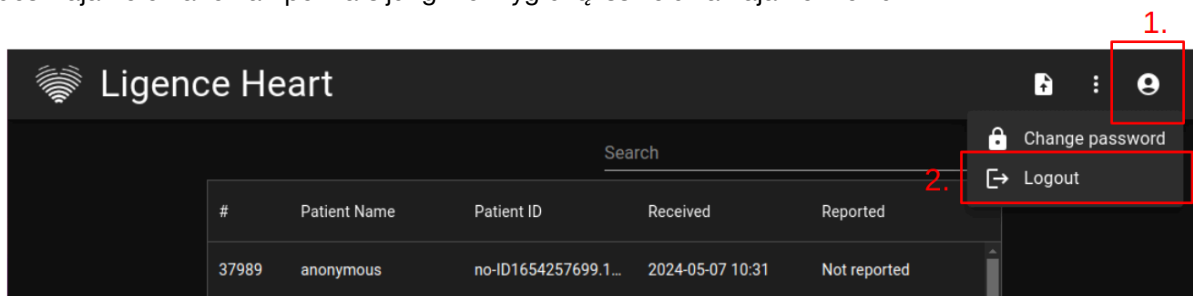 1.
Ligence Heart
Change password
Search
2.
Logout
# Patient Name Patient ID Received Reported
37989 anonymous no-ID1654257699.1... 2024-05-07 10:31 Not reported